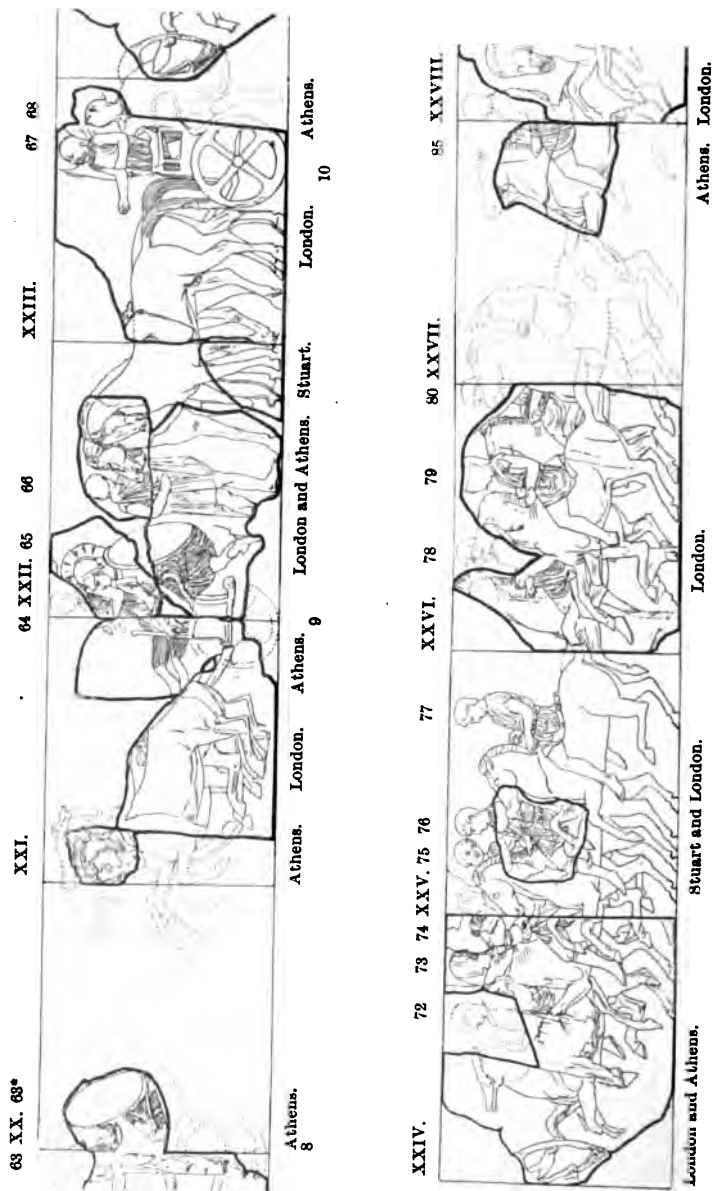 63 XX. 63* XXI. 64 XXII. 65 66 XXIII. 67 68
Athens. Athens. London. Athens. London and Athens. Stuart. London. Athens.
8 9 10
XXIV. 72 73 74 XXV. 75 76 77 XXVI. 78 79 80 XXVII. 85 XXVIII.
London and Athens. Stuart and London. London. Athens. London.